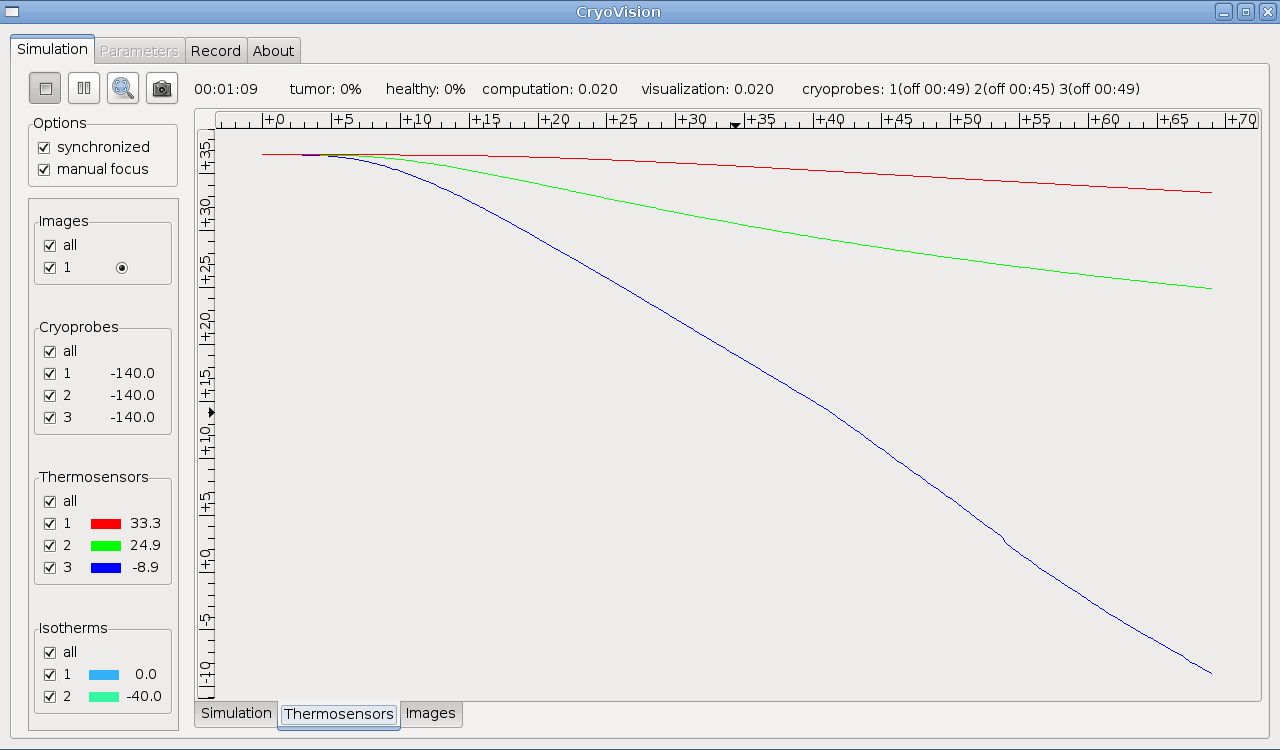 CryoVision
Simulation Parameters Record About
00:01:09 tumor: 0% healthy: 0% computation: 0.020 visualization: 0.020 cryoprobes: 1(off 00:49) 2(off 00:45) 3(off 00:49)
Options
synchronized
manual focus
Images
all
1
Cryoprobes
all
1 -140.0
2 -140.0
3 -140.0
Thermosensors
all
1 33.3
2 24.9
3 -8.9
Isotherms
all
1 0.0
2 -40.0
+0 +5 +10 +15 +20 +25 +30 +35 +40 +45 +50 +55 +60 +65 +70
+35
+30
+25
+20
+15
+10
+5
+0
-5
-10
Simulation Thermosensors Images